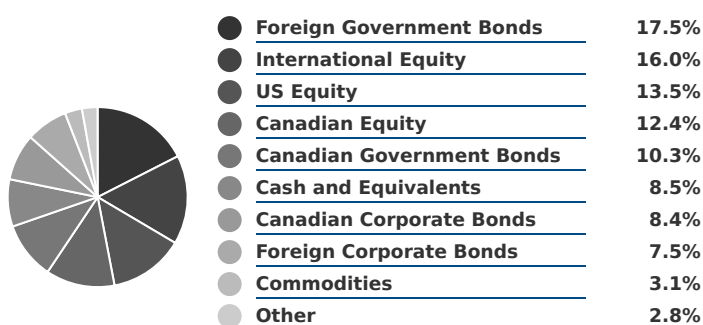 Foreign Government Bonds 17.5%
International Equity 16.0%
US Equity 13.5%
Canadian Equity 12.4%
Canadian Government Bonds 10.3%
Cash and Equivalents 8.5%
Canadian Corporate Bonds 8.4%
Foreign Corporate Bonds 7.5%
Commodities 3.1%
Other 2.8%